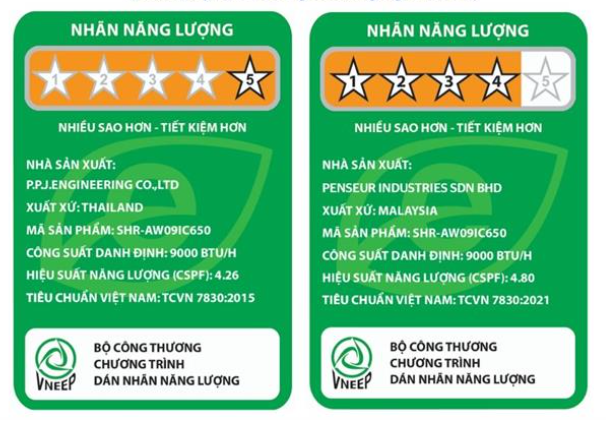 NHÃN NĂNG LƯỢNG
1 2 3 4 5
NHIỀU SAO HƠN - TIẾT KIỆM HƠN
NHÀ SẢN XUẤT:
P.P.J.ENGINEERING CO.,LTD
XUẤT XỨ: THAILAND
MÃ SẢN PHẨM: SHR-AW09IC650
CÔNG SUẤT DANH ĐỊNH: 9000 BTU/H
HIỆU SUẤT NĂNG LƯỢNG (CSPF): 4.26
TIÊU CHUẨN VIỆT NAM: TCVN 7830:2015
VNEEP
BỘ CÔNG THƯƠNG
CHƯƠNG TRÌNH
DÁN NHÃN NĂNG LƯỢNG
NHÃN NĂNG LƯỢNG
1 2 3 4 5
NHIỀU SAO HƠN - TIẾT KIỆM HƠN
NHÀ SẢN XUẤT:
PENSEUR INDUSTRIES SDN BHD
XUẤT XỨ: MALAYSIA
MÃ SẢN PHẨM: SHR-AW09IC650
CÔNG SUẤT DANH ĐỊNH: 9000 BTU/H
HIỆU SUẤT NĂNG LƯỢNG (CSPF): 4.80
TIÊU CHUẨN VIỆT NAM: TCVN 7830:2021
VNEEP
BỘ CÔNG THƯƠNG
CHƯƠNG TRÌNH
DÁN NHÃN NĂNG LƯỢNG